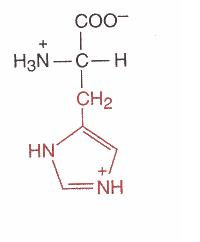 COO⁻
H₃N⁺—C—H
CH₂
HN
⁺NH